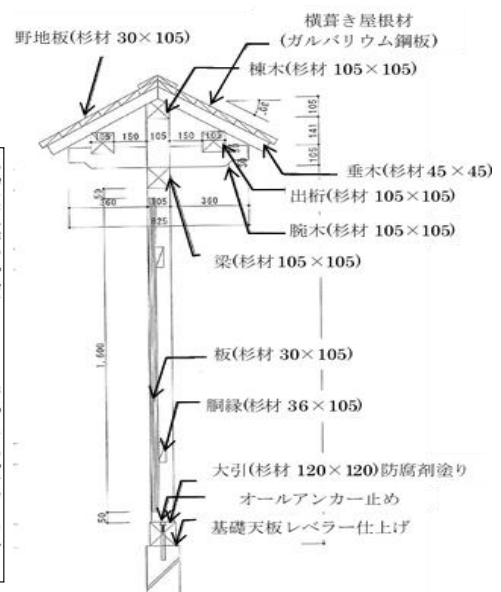 横葺き屋根材
(ガルバリウム鋼板)
野地板(杉材 30×105)
棟木(杉材 105×105)
30°
105
141
105
105
150
105
150
105
垂木(杉材 45×45)
出桁(杉材 105×105)
50
360
105
360
825
腕木(杉材 105×105)
梁(杉材 105×105)
1,600
板(杉材 30×105)
胴縁(杉材 36×105)
大引(杉材 120×120)防腐剤塗り
50
オールアンカー止め
基礎天板レベラー仕上げ